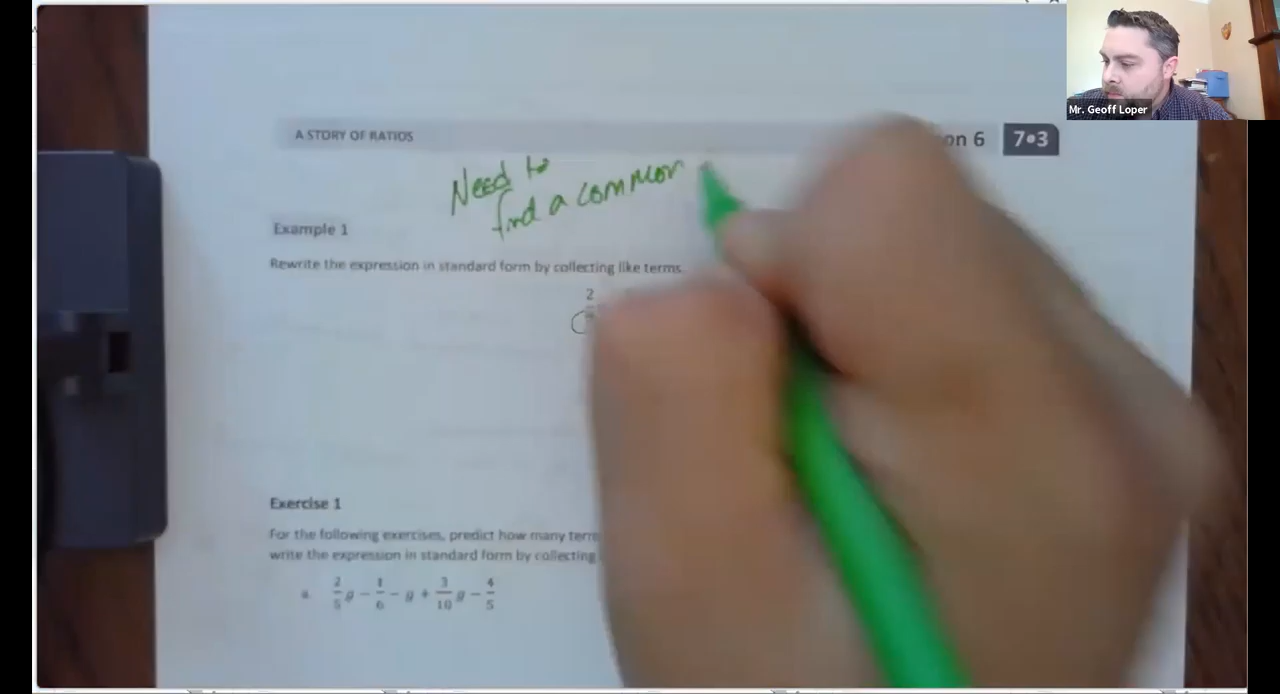 Mr. Geoff Loper
A STORY OF RATIOS
on 6
7•3
Need to
find a common
Example 1
Rewrite the expression in standard form by collecting like terms.
2
Exercise 1
For the following exercises, predict how many term
write the expression in standard form by collecting
a. 2/5 g − 1/6 − g + 3/10 g − 4/5